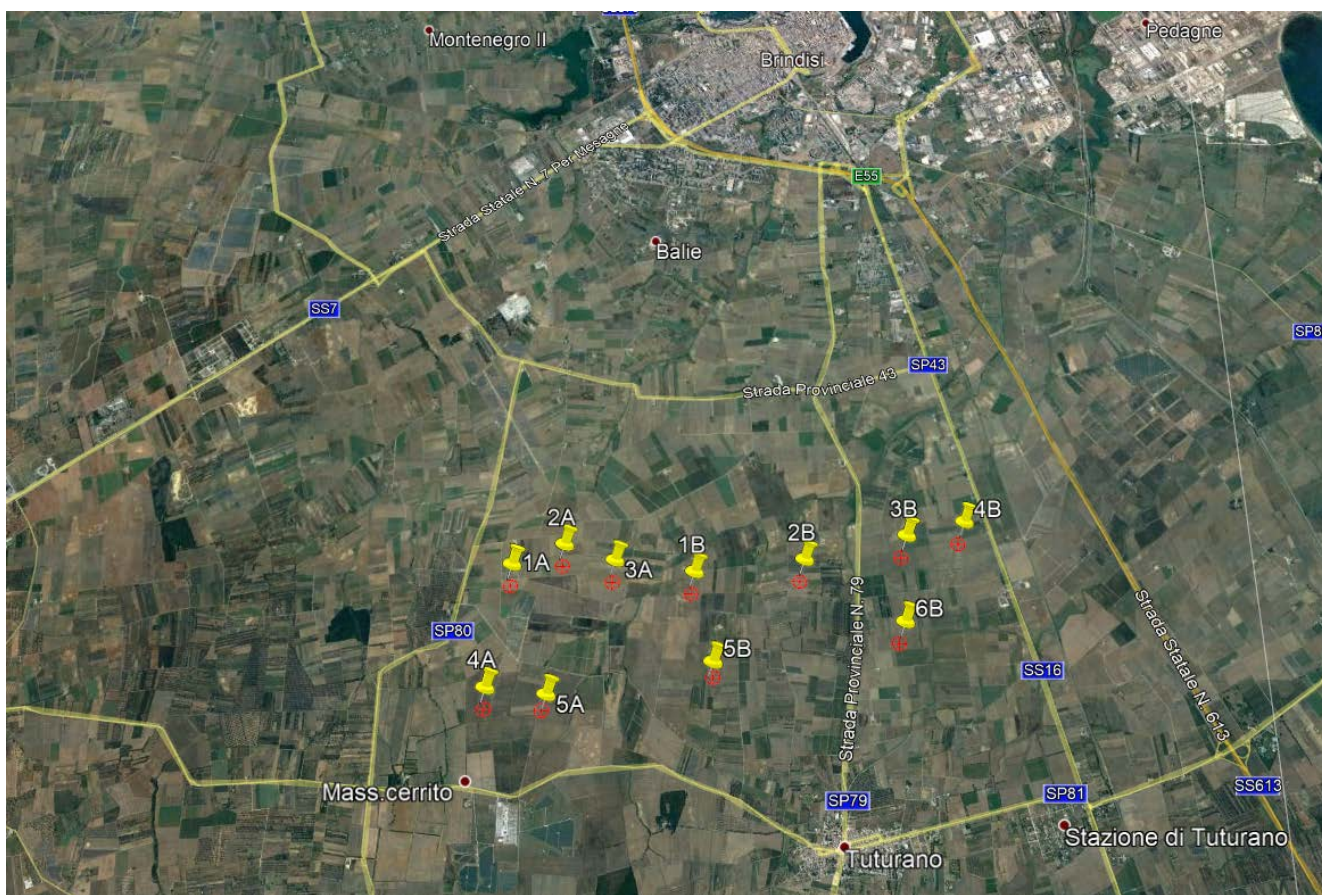 Montenegro II
Pedagne
Brindisi
Strada Statale N. 7 Per Mesagne
E55
Balie
SS7
SP8
SP43
Strada Provinciale 43
2A
3B
4B
1A
3A
1B
2B
6B
SP80
5B
4A
5A
Strada Provinciale N. 79
SS16
Strada Statale N. 613
Mass.cerrito
SP79
SP81
SS613
Stazione di Tuturano
Tuturano